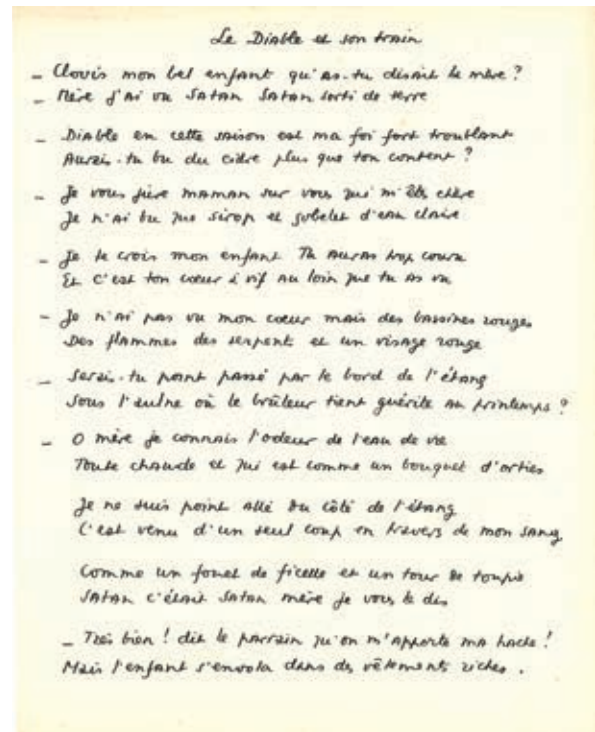 Le Diable et son train
– Clovis mon bel enfant qu'as-tu disait la mère ?
– Mère j'ai vu Satan Satan sorti de terre
– Diable en cette saison est ma foi fort troublant
Aurais-tu bu du cidre plus que ton content ?
– Je vous jure maman sur vous qui m'êtes chère
Je n'ai bu que sirop et gobelet d'eau claire
– Je te crois mon enfant Tu auras trop couru
Et c'est ton cœur à vif au loin que tu as vu
– Je n'ai pas vu mon cœur mais des bassines rouges
Des flammes des serpents et un visage rouge
– Serais-tu point passé par le bord de l'étang
Sous l'aulne où le brûleur tient guérite au printemps ?
– O mère je connais l'odeur de l'eau de vie
Toute chaude et qui est comme un bouquet d'orties
Je ne suis point allé du côté de l'étang
C'est venu d'un seul coup en travers de mon sang
Comme un fouet de ficelle et un tour de toupie
Satan c'était Satan mère je vous le dis
– Très bien ! dit le parrain qu'on m'apporte ma hache !
Mais l'enfant s'envola dans des vêtements riches.